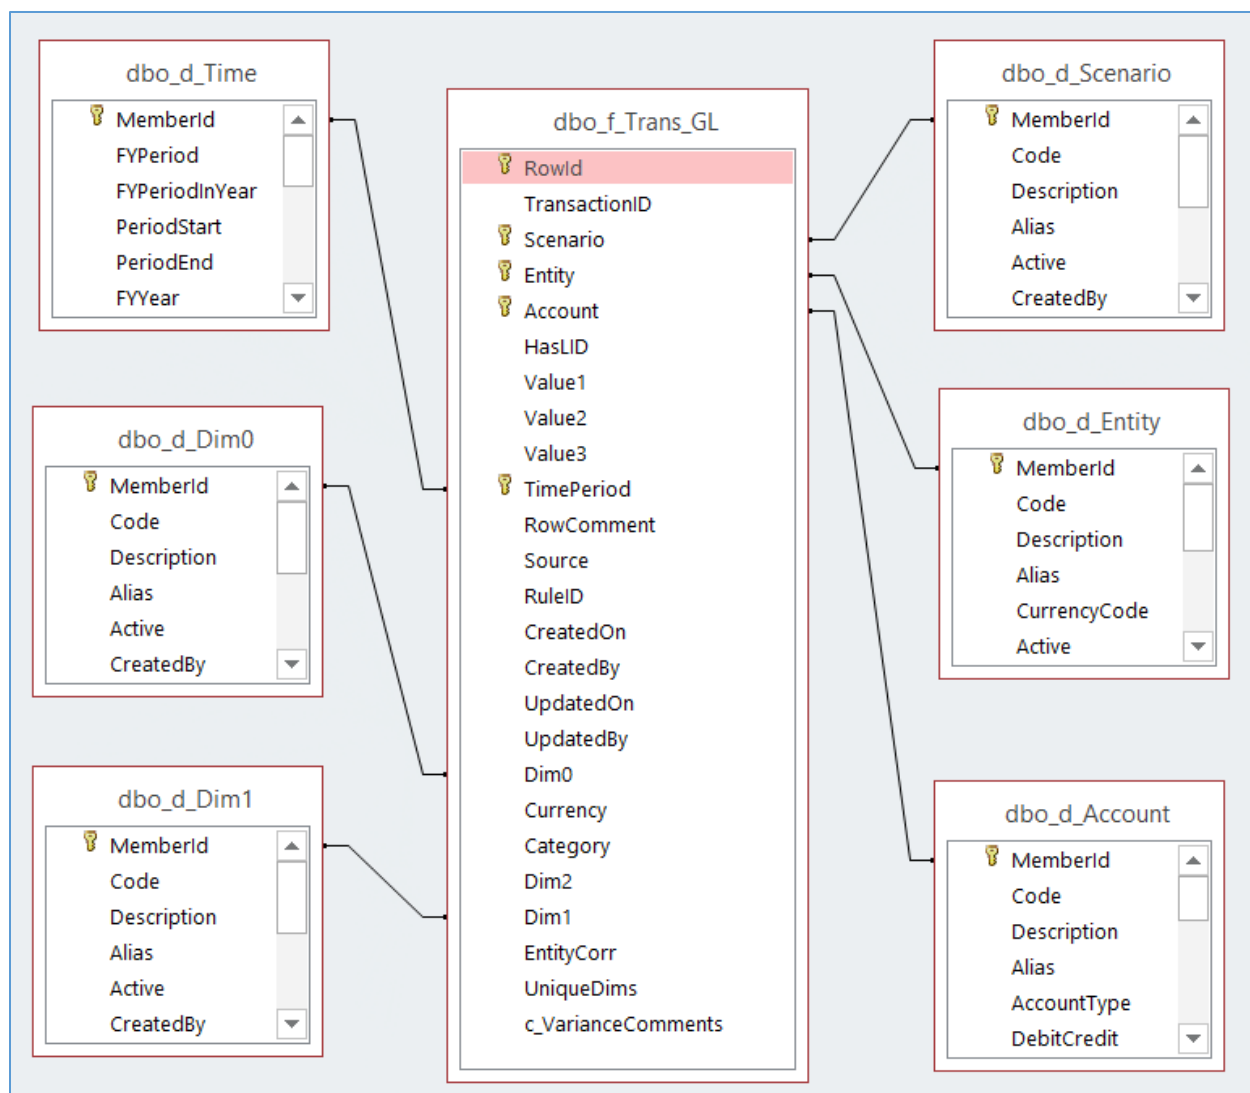 dbo_d_Time
MemberId
FYPeriod
FYPeriodInYear
PeriodStart
PeriodEnd
FYYear
dbo_d_Dim0
MemberId
Code
Description
Alias
Active
CreatedBy
dbo_d_Dim1
MemberId
Code
Description
Alias
Active
CreatedBy
dbo_f_Trans_GL
RowId
TransactionID
Scenario
Entity
Account
HasLID
Value1
Value2
Value3
TimePeriod
RowComment
Source
RuleID
CreatedOn
CreatedBy
UpdatedOn
UpdatedBy
Dim0
Currency
Category
Dim2
Dim1
EntityCorr
UniqueDims
c_VarianceComments
dbo_d_Scenario
MemberId
Code
Description
Alias
Active
CreatedBy
dbo_d_Entity
MemberId
Code
Description
Alias
CurrencyCode
Active
dbo_d_Account
MemberId
Code
Description
Alias
AccountType
DebitCredit